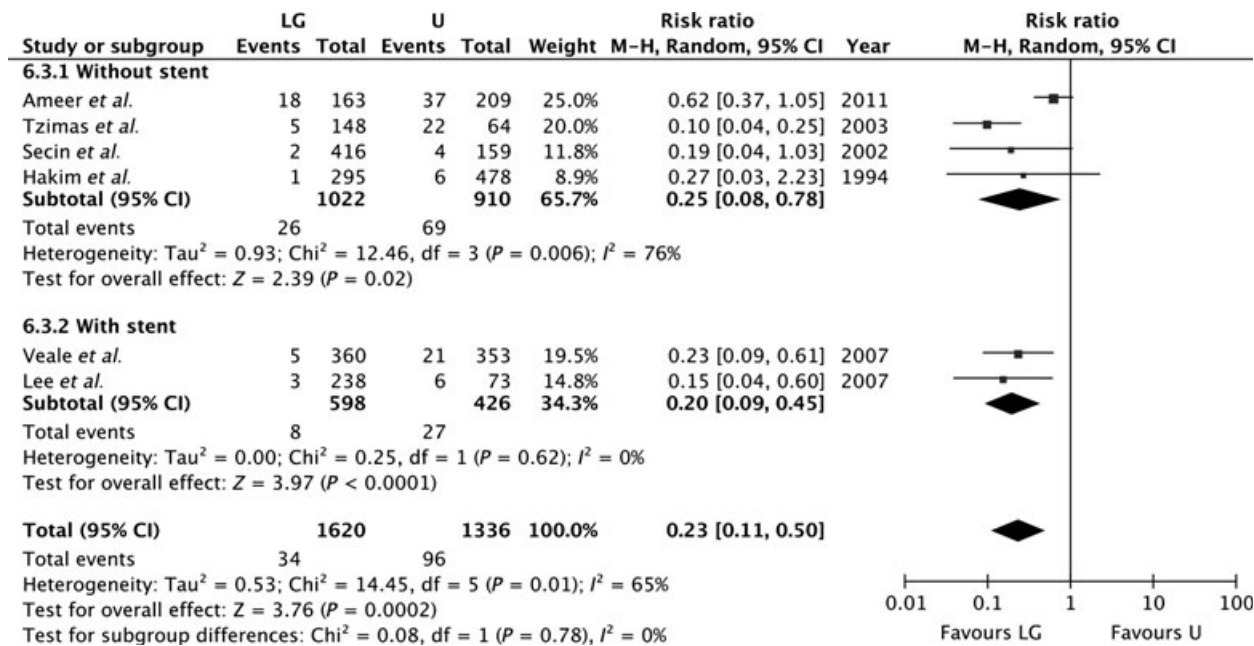 LG U Risk ratio Risk ratio
Study or subgroup Events Total Events Total Weight M–H, Random, 95% CI Year M–H, Random, 95% CI
6.3.1 Without stent
Ameer et al. 18 163 37 209 25.0% 0.62 [0.37, 1.05] 2011
Tzimas et al. 5 148 22 64 20.0% 0.10 [0.04, 0.25] 2003
Secin et al. 2 416 4 159 11.8% 0.19 [0.04, 1.03] 2002
Hakim et al. 1 295 6 478 8.9% 0.27 [0.03, 2.23] 1994
Subtotal (95% CI) 1022 910 65.7% 0.25 [0.08, 0.78]
Total events 26 69
Heterogeneity: Tau² = 0.93; Chi² = 12.46, df = 3 (P = 0.006); I² = 76%
Test for overall effect: Z = 2.39 (P = 0.02)
6.3.2 With stent
Veale et al. 5 360 21 353 19.5% 0.23 [0.09, 0.61] 2007
Lee et al. 3 238 6 73 14.8% 0.15 [0.04, 0.60] 2007
Subtotal (95% CI) 598 426 34.3% 0.20 [0.09, 0.45]
Total events 8 27
Heterogeneity: Tau² = 0.00; Chi² = 0.25, df = 1 (P = 0.62); I² = 0%
Test for overall effect: Z = 3.97 (P < 0.0001)
Total (95% CI) 1620 1336 100.0% 0.23 [0.11, 0.50]
Total events 34 96
Heterogeneity: Tau² = 0.53; Chi² = 14.45, df = 5 (P = 0.01); I² = 65%
Test for overall effect: Z = 3.76 (P = 0.0002)
Test for subgroup differences: Chi² = 0.08, df = 1 (P = 0.78), I² = 0%
0.01 0.1 1 10 100
Favours LG Favours U